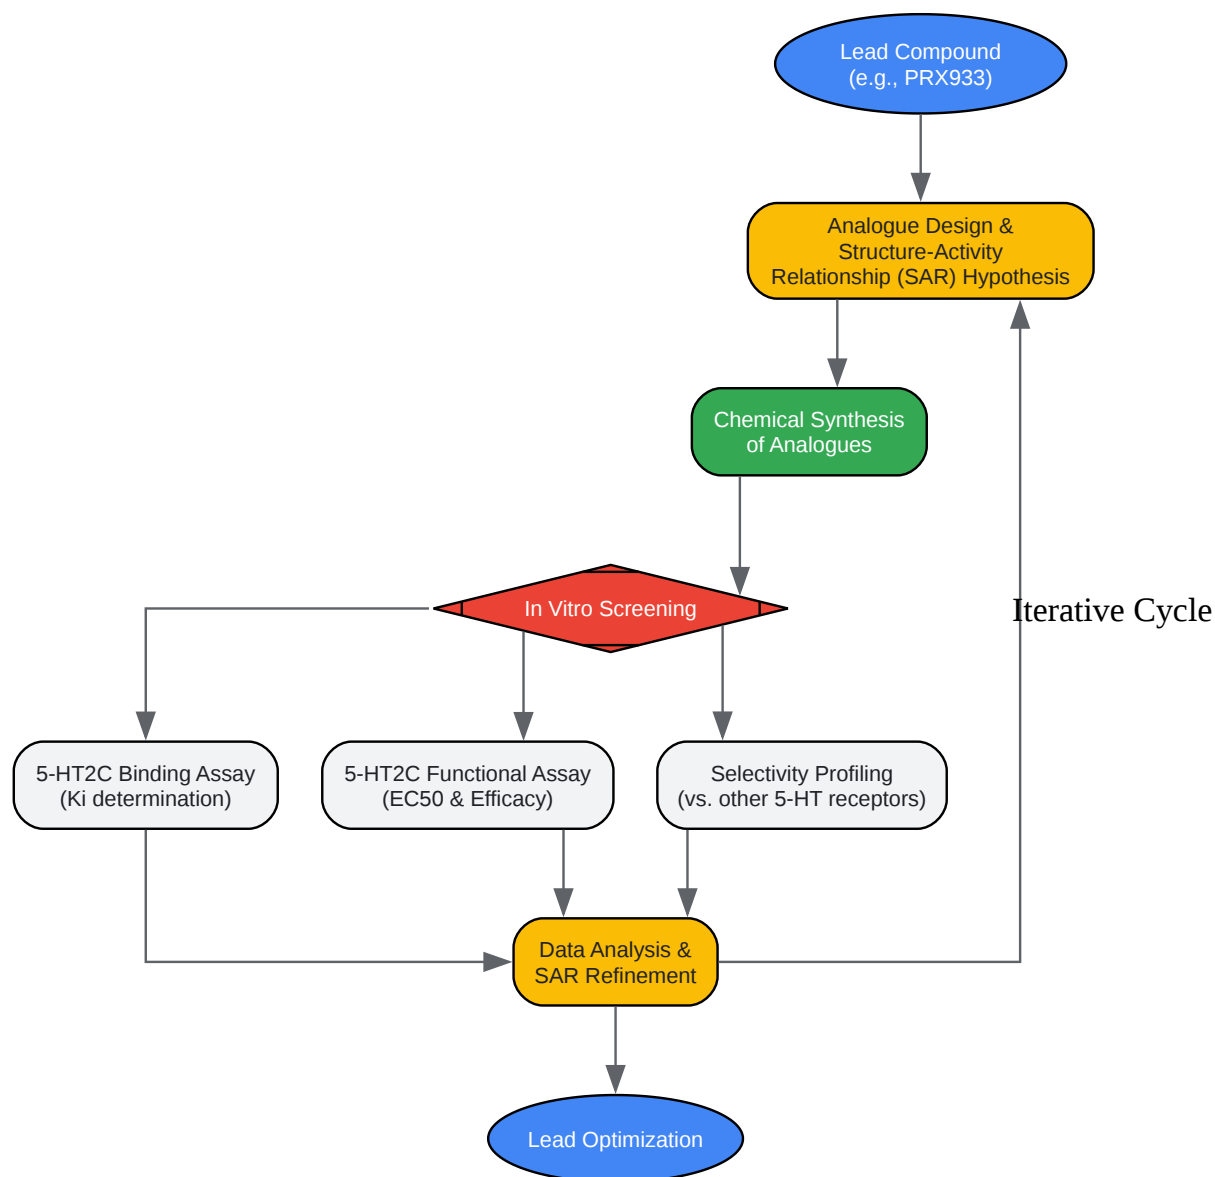 Lead Compound
(e.g., PRX933)
Analogue Design &
Structure-Activity
Relationship (SAR) Hypothesis
Chemical Synthesis
of Analogues
In Vitro Screening
Iterative Cycle
5-HT2C Binding Assay
(Ki determination)
5-HT2C Functional Assay
(EC50 & Efficacy)
Selectivity Profiling
(vs. other 5-HT receptors)
Data Analysis &
SAR Refinement
Lead Optimization